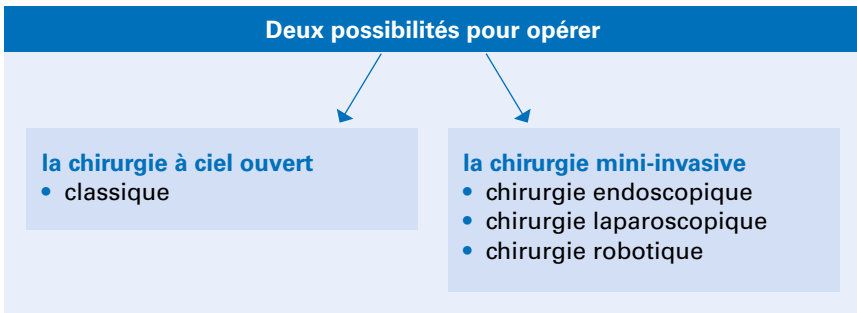 Deux possibilités pour opérer
la chirurgie à ciel ouvert
• classique
la chirurgie mini-invasive
• chirurgie endoscopique
• chirurgie laparoscopique
• chirurgie robotique